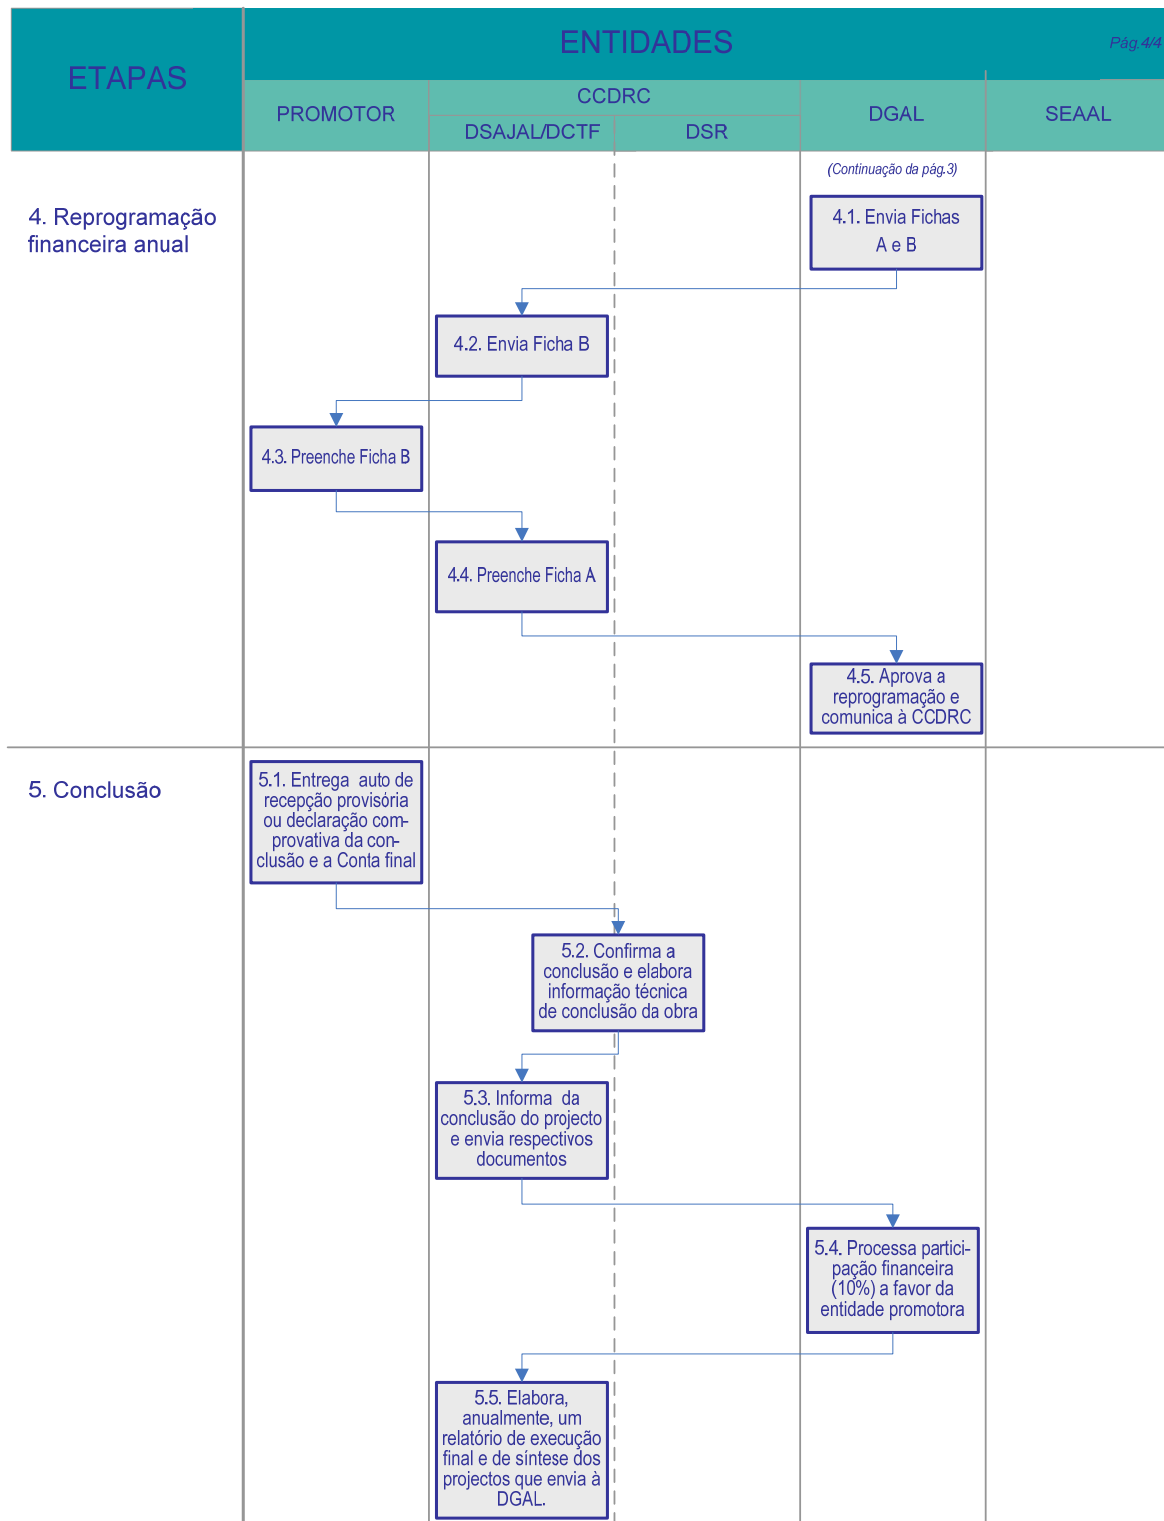 ETAPAS
ENTIDADES
Pág.4/4
PROMOTOR
CCDRC
DSAJAL/DCTF
DSR
DGAL
SEAAL
(Continuação da pág.3)
4. Reprogramação
financeira anual
4.1. Envia Fichas
A e B
4.2. Envia Ficha B
4.3. Preenche Ficha B
4.4. Preenche Ficha A
4.5. Aprova a
reprogramação e
comunica à CCDRC
5. Conclusão
5.1. Entrega auto de
recepção provisória
ou declaração com-
provativa da con-
clusão e a Conta final
5.2. Confirma a
conclusão e elabora
informação técnica
de conclusão da obra
5.3. Informa da
conclusão do projecto
e envia respectivos
documentos
5.4. Processa partici-
pação financeira
(10%) a favor da
entidade promotora
5.5. Elabora,
anualmente, um
relatório de execução
final e de síntese dos
projectos que envia à
DGAL.